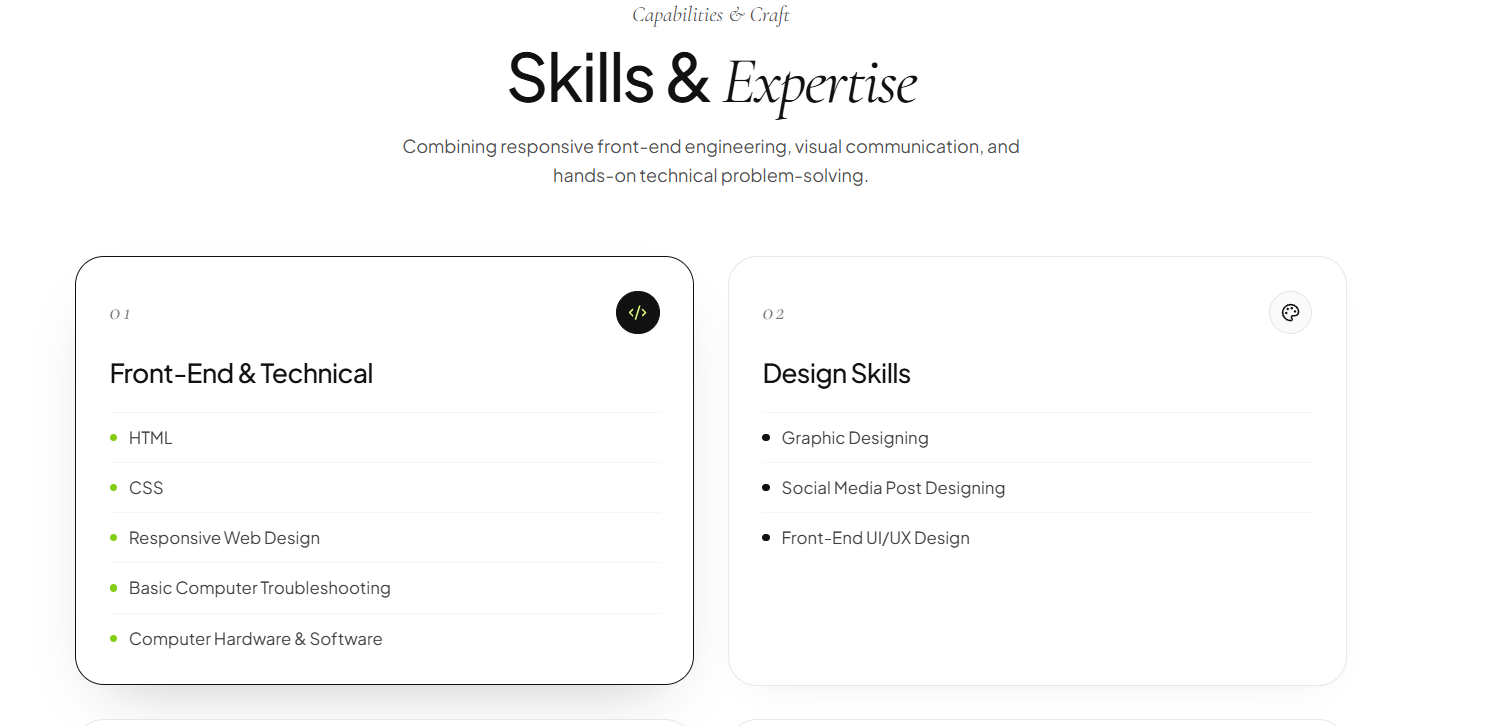 Capabilities & Craft
Skills & Expertise
Combining responsive front-end engineering, visual communication, and
hands-on technical problem-solving.
01
Front-End & Technical
HTML
CSS
Responsive Web Design
Basic Computer Troubleshooting
Computer Hardware & Software
02
Design Skills
Graphic Designing
Social Media Post Designing
Front-End UI/UX Design